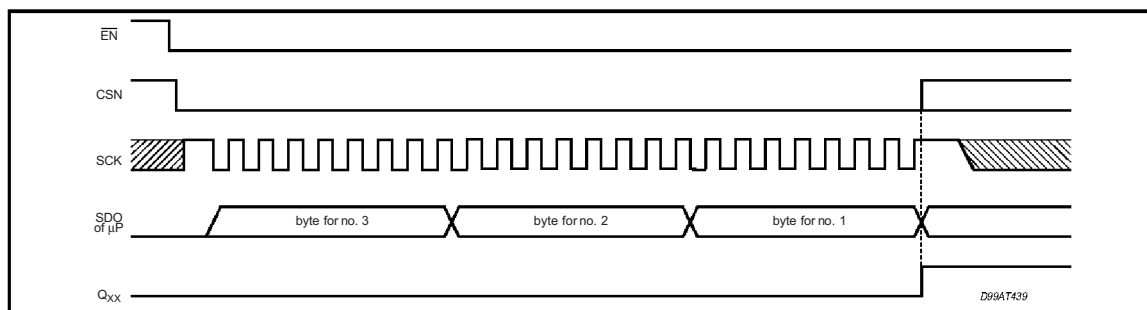 EN
CSN
SCK
SDO
of µP
byte for no. 3 byte for no. 2 byte for no. 1
QXX
D99AT439